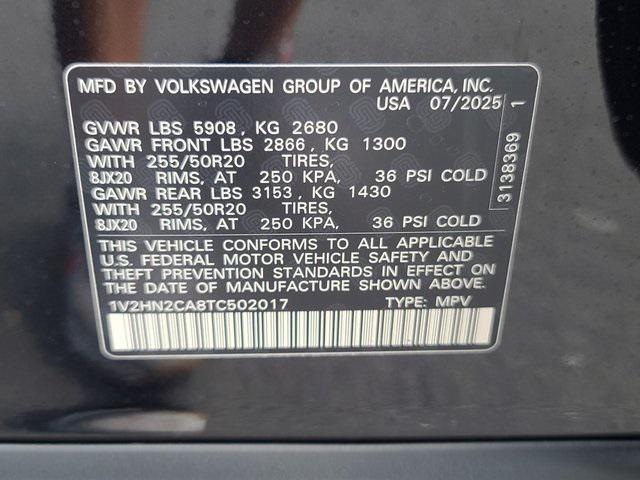 MFD BY VOLKSWAGEN GROUP OF AMERICA, INC.
USA 07/2025 1
GVWR LBS 5908, KG 2680
GAWR FRONT LBS 2866, KG 1300
WITH 255/50R20 TIRES,
8JX20 RIMS, AT 250 KPA, 36 PSI COLD
GAWR REAR LBS 3153, KG 1430
WITH 255/50R20 TIRES,
8JX20 RIMS, AT 250 KPA, 36 PSI COLD
THIS VEHICLE CONFORMS TO ALL APPLICABLE
U.S. FEDERAL MOTOR VEHICLE SAFETY AND
THEFT PREVENTION STANDARDS IN EFFECT ON
THE DATE OF MANUFACTURE SHOWN ABOVE.
1V2HN2CA8TC502017 TYPE: MPV
3138369